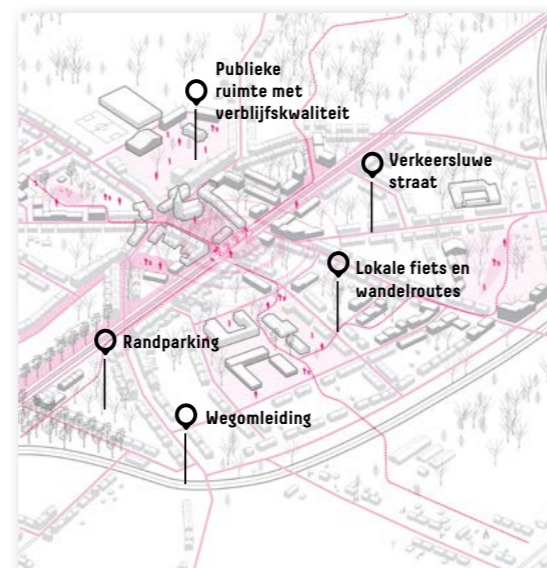 Publieke
ruimte met
verblijfskwaliteit
Verkeersluwe
straat
Lokale fiets en
wandelroutes
Randparking
Wegomleiding